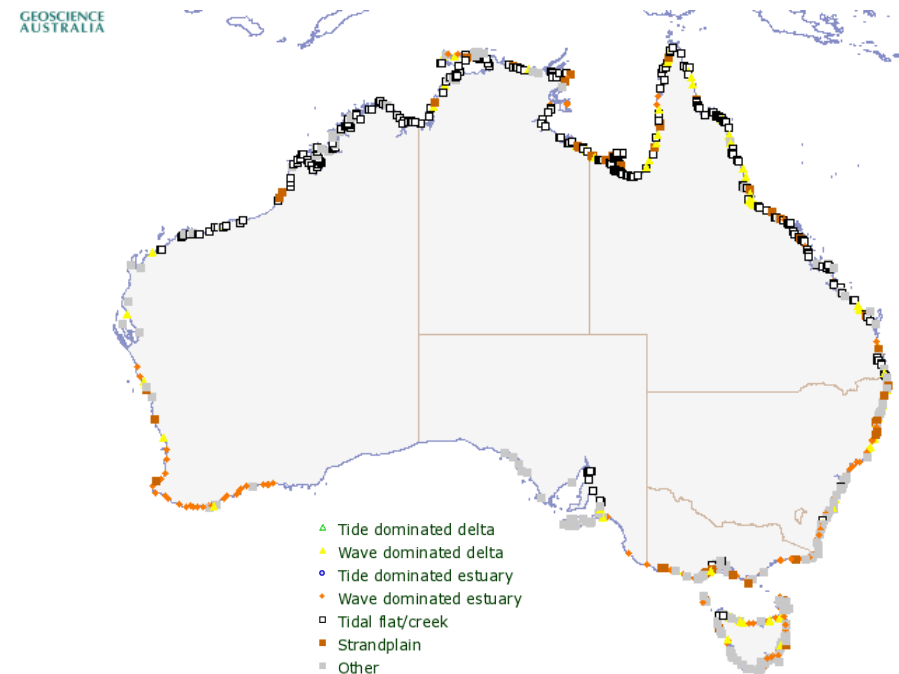 GEOSCIENCE
AUSTRALIA
Tide dominated delta
Wave dominated delta
Tide dominated estuary
Wave dominated estuary
Tidal flat/creek
Strandplain
Other